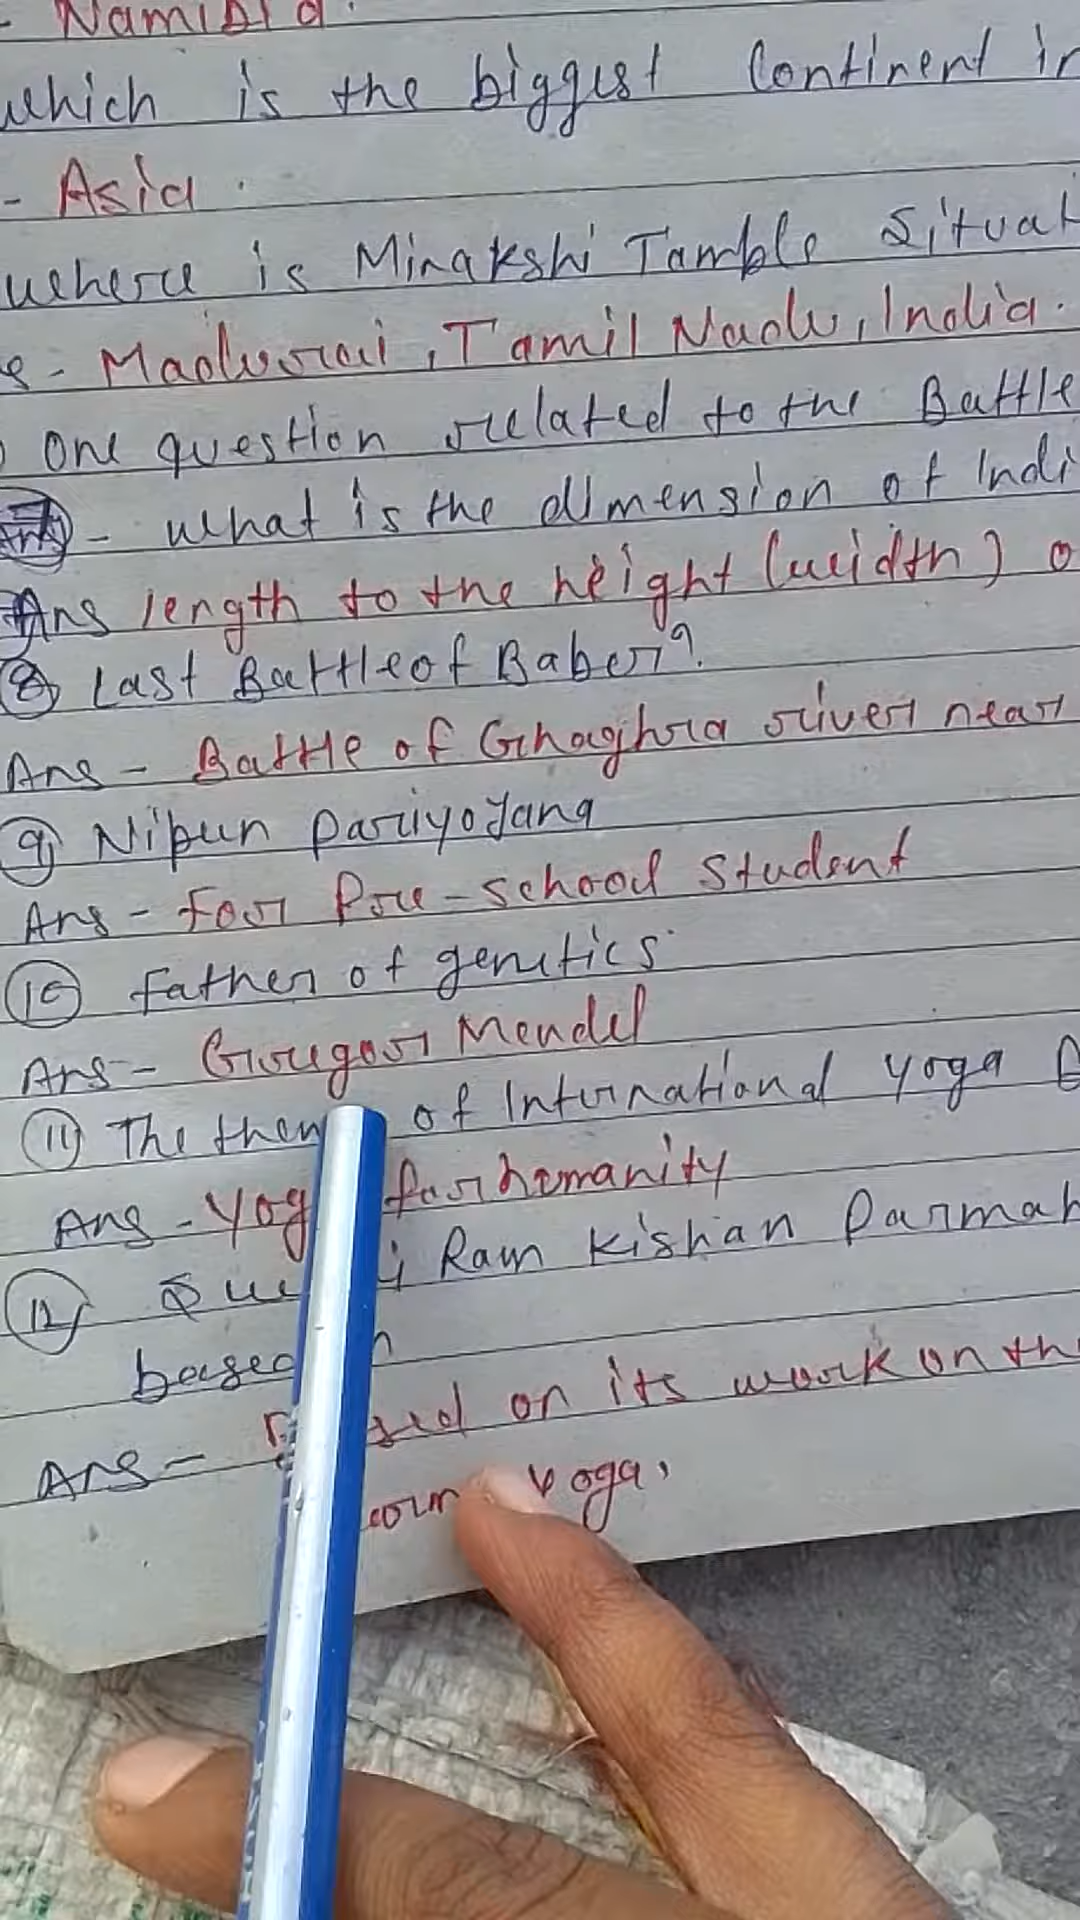 - Namibia.
which is the biggest Continent in
- Asia.
where is Minakshi Tample Situat
s - Madurai, Tamil Nadu, India.
One question related to the Battle
- what is the dimension of Indi
Ans length to the height (width) o
8) Last Battle of Baber?
Ans - Battle of Ghaghra river near
9) Nipun Pariyojana
Ans - For Pre-school Student
10 Father of genetics.
Ans - Gregor Mendel
11) The them of International yoga D
Ans - Yog for homanity
12) Ram Kishan Parmah
based
Ans - on its work on the
yoga.